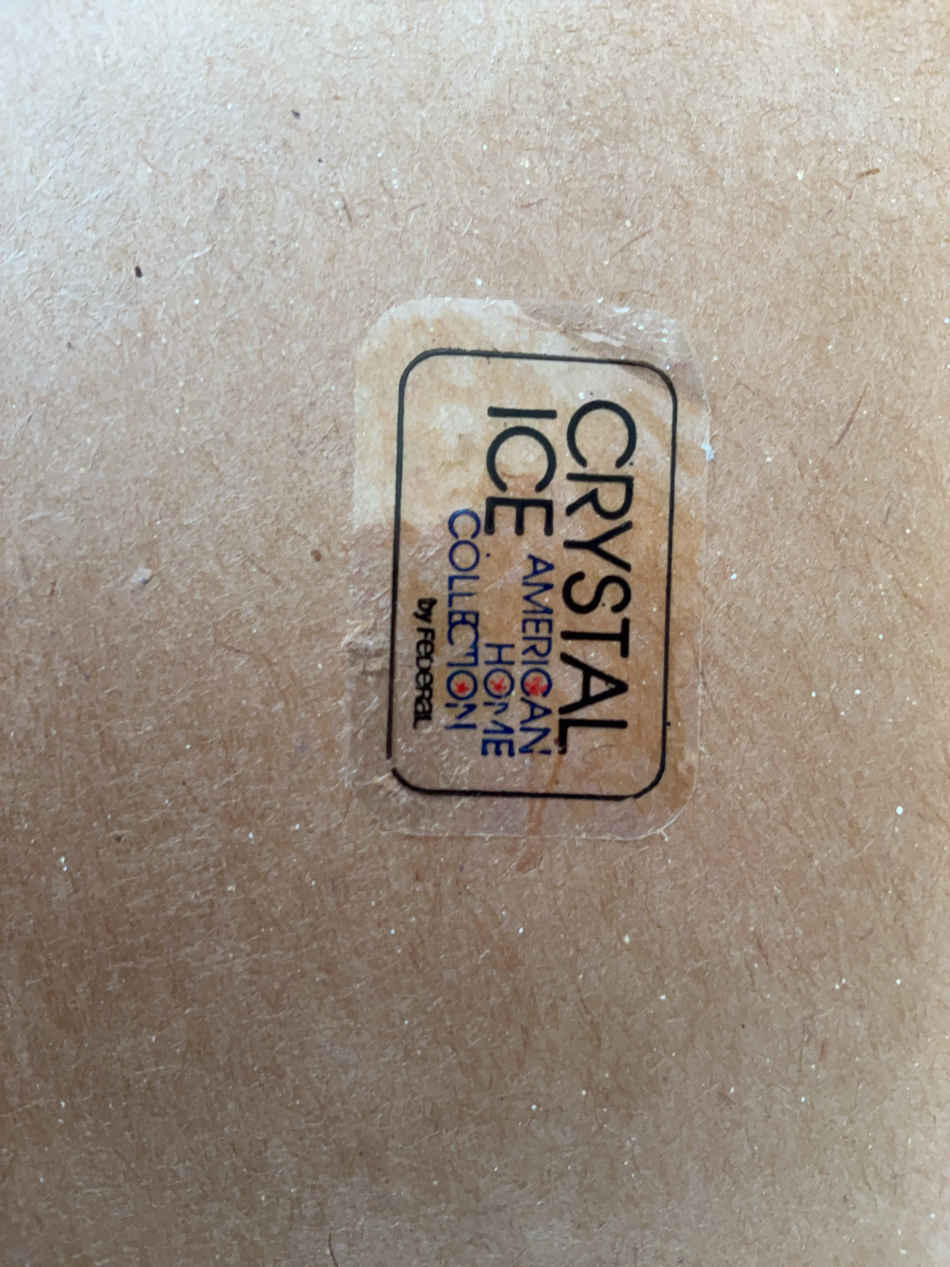 CRYSTAL
ICE
AMERICAN
HOME
COLLECTION
by Federal